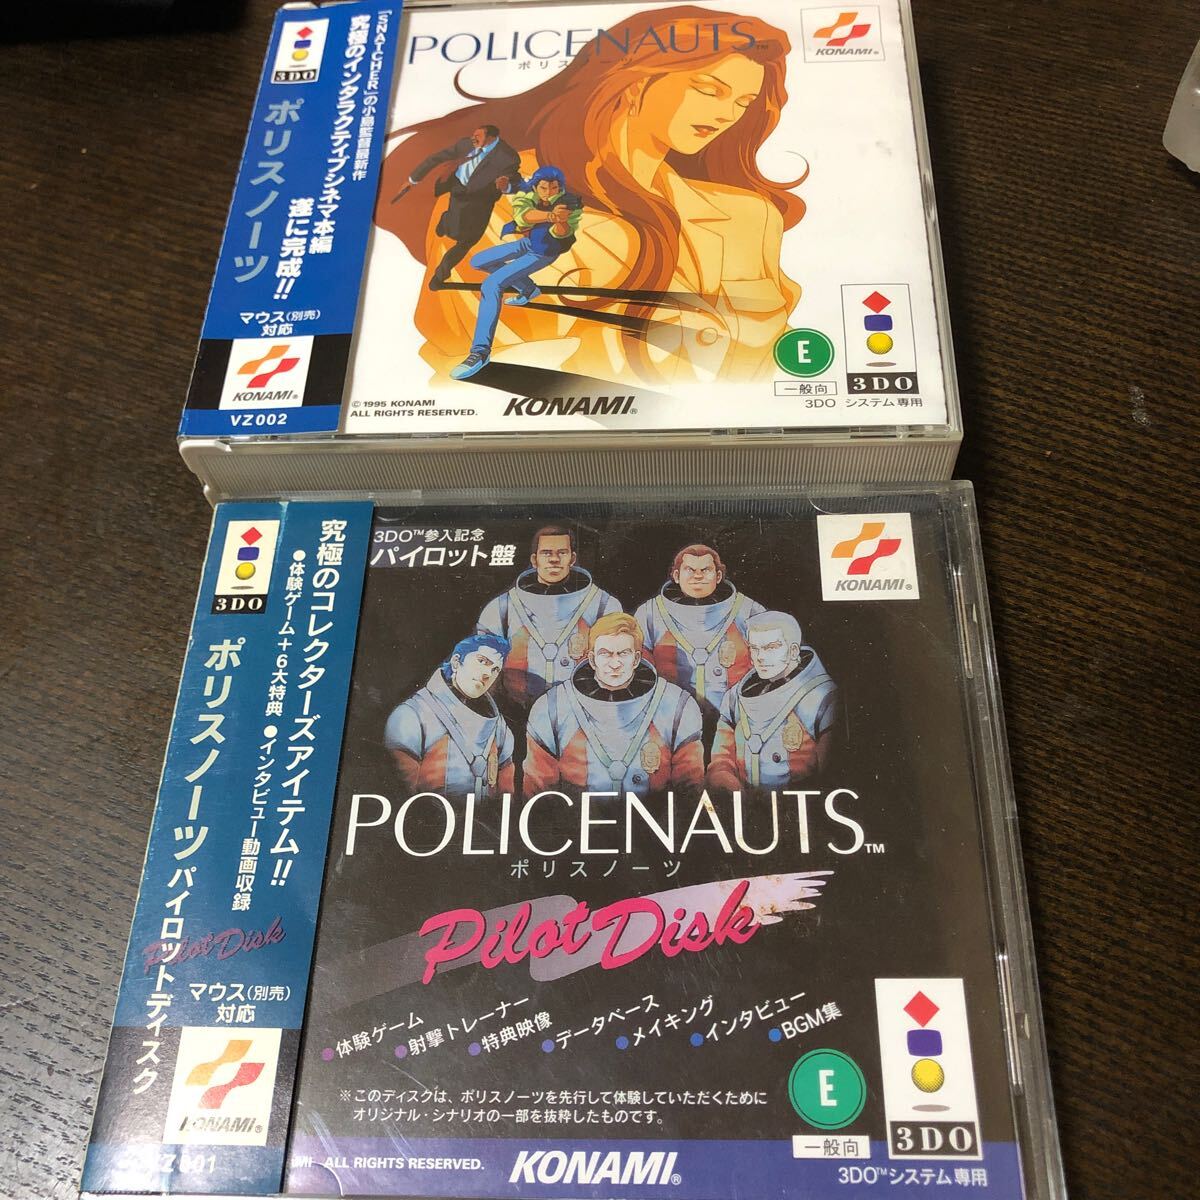 3DO
ポリスノーツ
「SNATCHER」の小島監督最新作
究極のインタラクティブシネマ本編
遂に完成!!
マウス(別売)
対応
KONAMI®
VZ002
POLICENAUTS™
ポリスノーツ
KONAMI®
E
一般向
3DO
3DO システム専用
© 1995 KONAMI
ALL RIGHTS RESERVED.
KONAMI®
3DO
究極のコレクターズアイテム!!
●体験ゲーム+6大特典 ●インタビュー動画収録
ポリスノーツパイロットディスク
Pilot Disk
マウス(別売)
対応
KONAMI®
Z001
3DO™参入記念
パイロット盤
KONAMI®
POLICENAUTS™
ポリスノーツ
Pilot Disk
●体験ゲーム
●射撃トレーナー
●特典映像
●データベース
●メイキング
●インタビュー
●BGM集
※このディスクは、ポリスノーツを先行して体験していただくために
オリジナル・シナリオの一部を抜粋したものです。
E
一般向
3DO
3DO™システム専用
ALL RIGHTS RESERVED.
KONAMI®